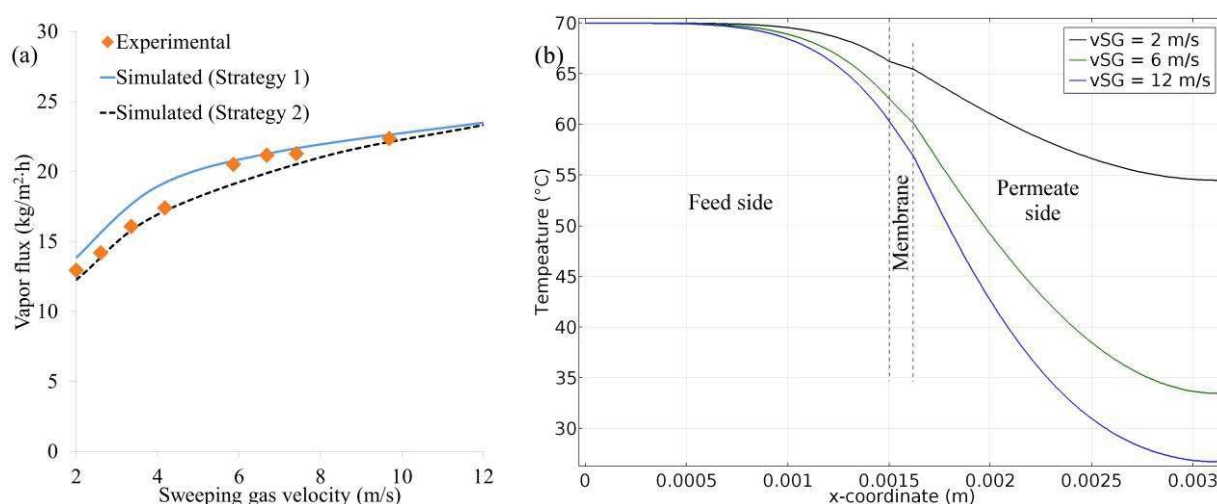 (a)
Experimental
Simulated (Strategy 1)
Simulated (Strategy 2)
Vapor flux (kg/m²·h)
30
25
20
15
10
5
0
2
4
6
8
10
12
Sweeping gas velocity (m/s)
(b)
vSG = 2 m/s
vSG = 6 m/s
vSG = 12 m/s
Tempeature (°C)
70
65
60
55
50
45
40
35
30
Feed side
Membrane
Permeate
side
0
0.0005
0.001
0.0015
0.002
0.0025
0.003
x-coordinate (m)